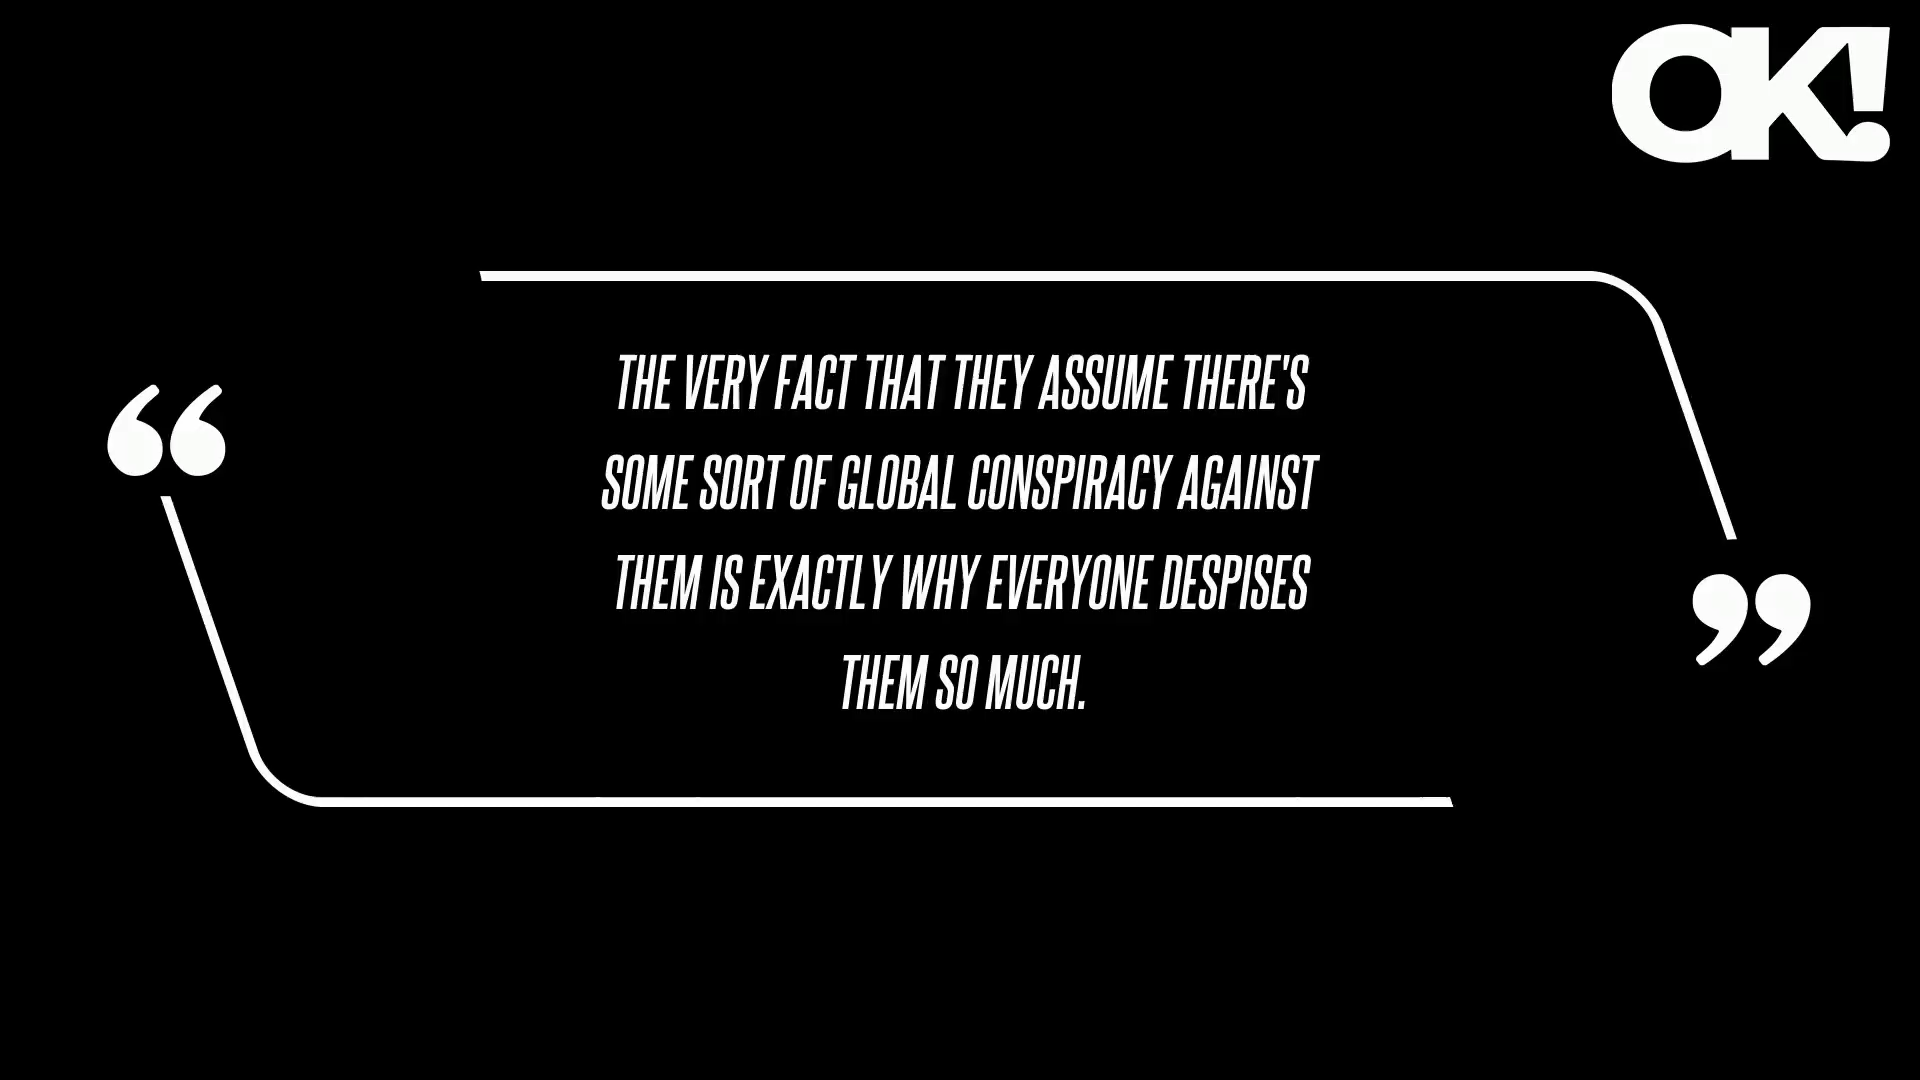 OK!
“
THE VERY FACT THAT THEY ASSUME THERE'S
SOME SORT OF GLOBAL CONSPIRACY AGAINST
THEM IS EXACTLY WHY EVERYONE DESPISES
THEM SO MUCH.
”